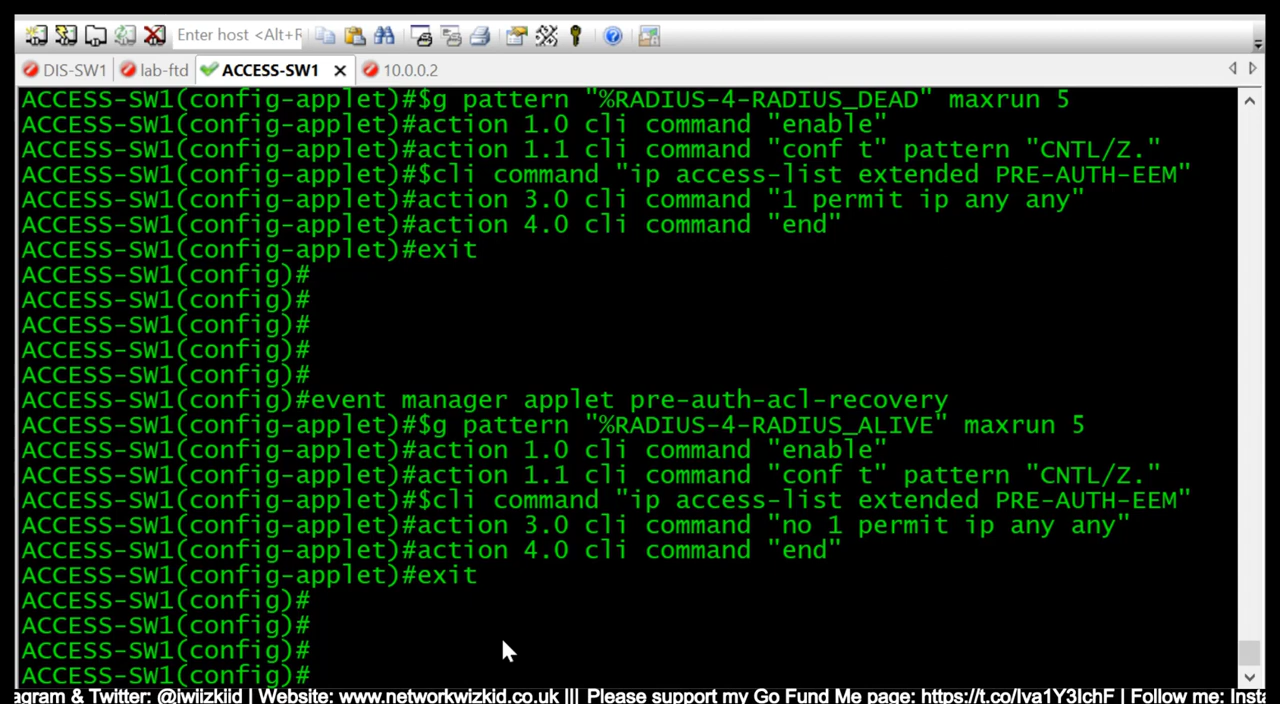 Enter host <Alt+R
DIS-SW1 lab-ftd ACCESS-SW1 10.0.0.2
ACCESS-SW1(config-applet)#$g pattern "%RADIUS-4-RADIUS_DEAD" maxrun 5
ACCESS-SW1(config-applet)#action 1.0 cli command "enable"
ACCESS-SW1(config-applet)#action 1.1 cli command "conf t" pattern "CNTL/Z."
ACCESS-SW1(config-applet)#$cli command "ip access-list extended PRE-AUTH-EEM"
ACCESS-SW1(config-applet)#action 3.0 cli command "1 permit ip any any"
ACCESS-SW1(config-applet)#action 4.0 cli command "end"
ACCESS-SW1(config-applet)#exit
ACCESS-SW1(config)#
ACCESS-SW1(config)#
ACCESS-SW1(config)#
ACCESS-SW1(config)#
ACCESS-SW1(config)#
ACCESS-SW1(config)#event manager applet pre-auth-acl-recovery
ACCESS-SW1(config-applet)#$g pattern "%RADIUS-4-RADIUS_ALIVE" maxrun 5
ACCESS-SW1(config-applet)#action 1.0 cli command "enable"
ACCESS-SW1(config-applet)#action 1.1 cli command "conf t" pattern "CNTL/Z."
ACCESS-SW1(config-applet)#$cli command "ip access-list extended PRE-AUTH-EEM"
ACCESS-SW1(config-applet)#action 3.0 cli command "no 1 permit ip any any"
ACCESS-SW1(config-applet)#action 4.0 cli command "end"
ACCESS-SW1(config-applet)#exit
ACCESS-SW1(config)#
ACCESS-SW1(config)#
ACCESS-SW1(config)#
ACCESS-SW1(config)#
agram & Twitter: @iwiizkiid | Website: www.networkwizkid.co.uk ||| Please support my Go Fund Me page: https://t.co/Iva1Y3IchF | Follow me: Insta